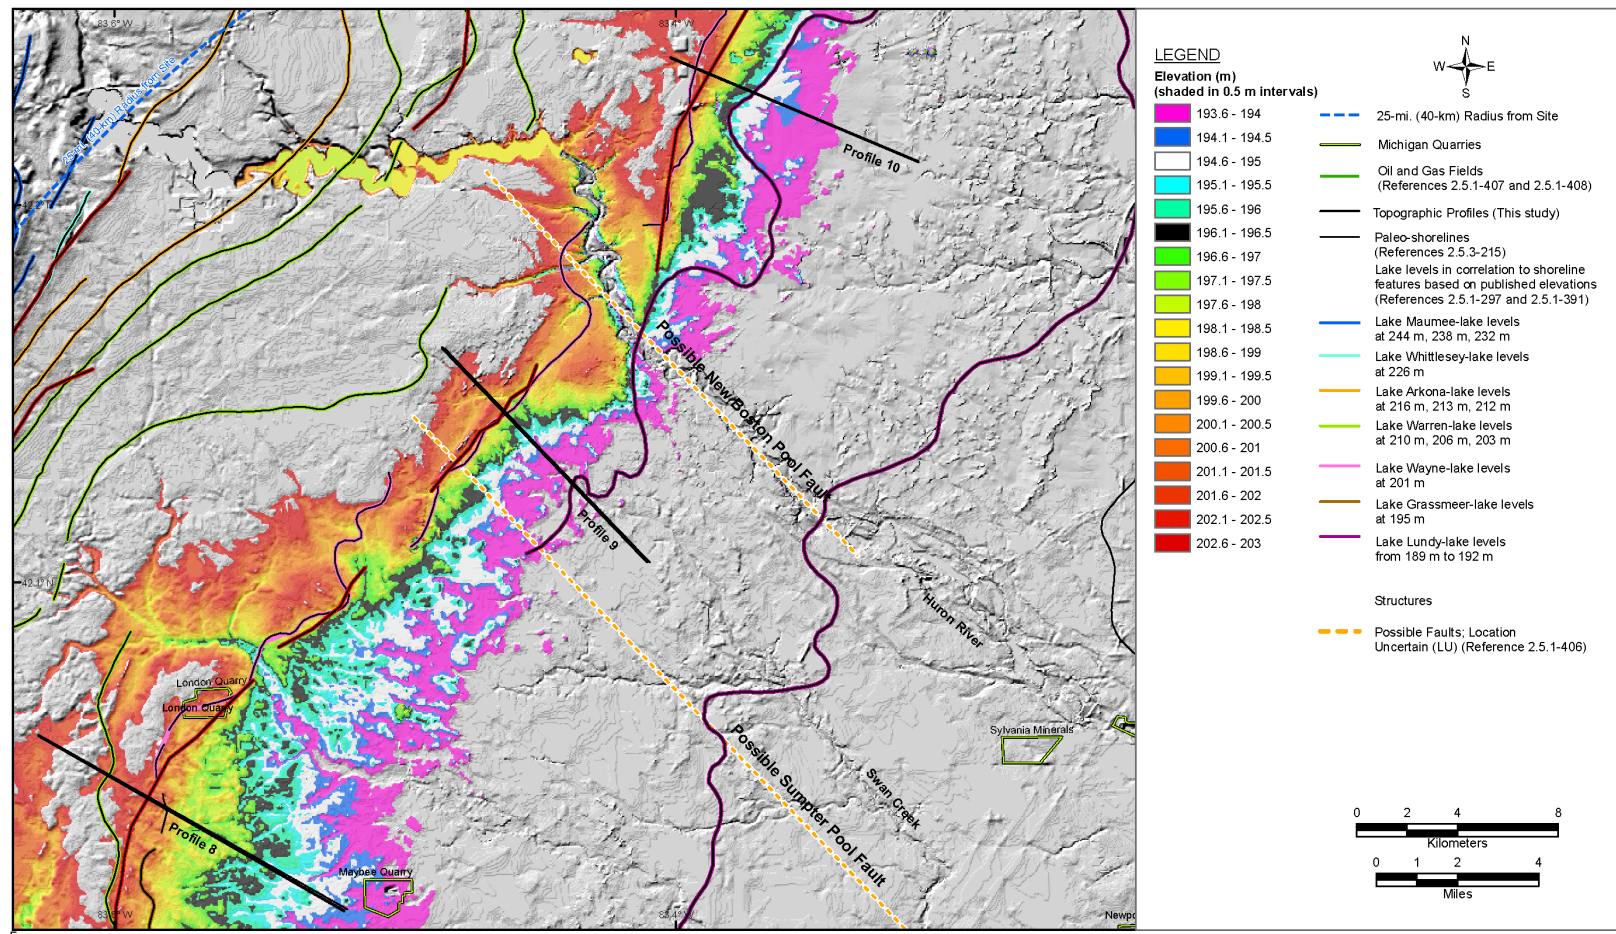 83.6° W
83.4° W
25-mi. (40-km) Radius from Site
Profile 10
Possible New Boston Pool Fault
Profile 9
42.1° N
Huron River
London Quarry
London Quarry
Sylvania Minerals
Possible Sumpter Pool Fault
Swan Creek
Profile 8
Maybee Quarry
83.4° W
LEGEND
Elevation (m)
(shaded in 0.5 m intervals)
193.6 - 194
194.1 - 194.5
194.6 - 195
195.1 - 195.5
195.6 - 196
196.1 - 196.5
196.6 - 197
197.1 - 197.5
197.6 - 198
198.1 - 198.5
198.6 - 199
199.1 - 199.5
199.6 - 200
200.1 - 200.5
200.6 - 201
201.1 - 201.5
201.6 - 202
202.1 - 202.5
202.6 - 203
N
W E
S
25-mi. (40-km) Radius from Site
Michigan Quarries
Oil and Gas Fields
(References 2.5.1-407 and 2.5.1-408)
Topographic Profiles (This study)
Paleo-shorelines
(References 2.5.3-215)
Lake levels in correlation to shoreline
features based on published elevations
(References 2.5.1-297 and 2.5.1-391)
Lake Maumee-lake levels
at 244 m, 238 m, 232 m
Lake Whittlesey-lake levels
at 226 m
Lake Arkona-lake levels
at 216 m, 213 m, 212 m
Lake Warren-lake levels
at 210 m, 206 m, 203 m
Lake Wayne-lake levels
at 201 m
Lake Grassmeer-lake levels
at 195 m
Lake Lundy-lake levels
from 189 m to 192 m
Structures
Possible Faults; Location
Uncertain (LU) (Reference 2.5.1-406)
0 2 4 8
Kilometers
0 1 2 4
Miles